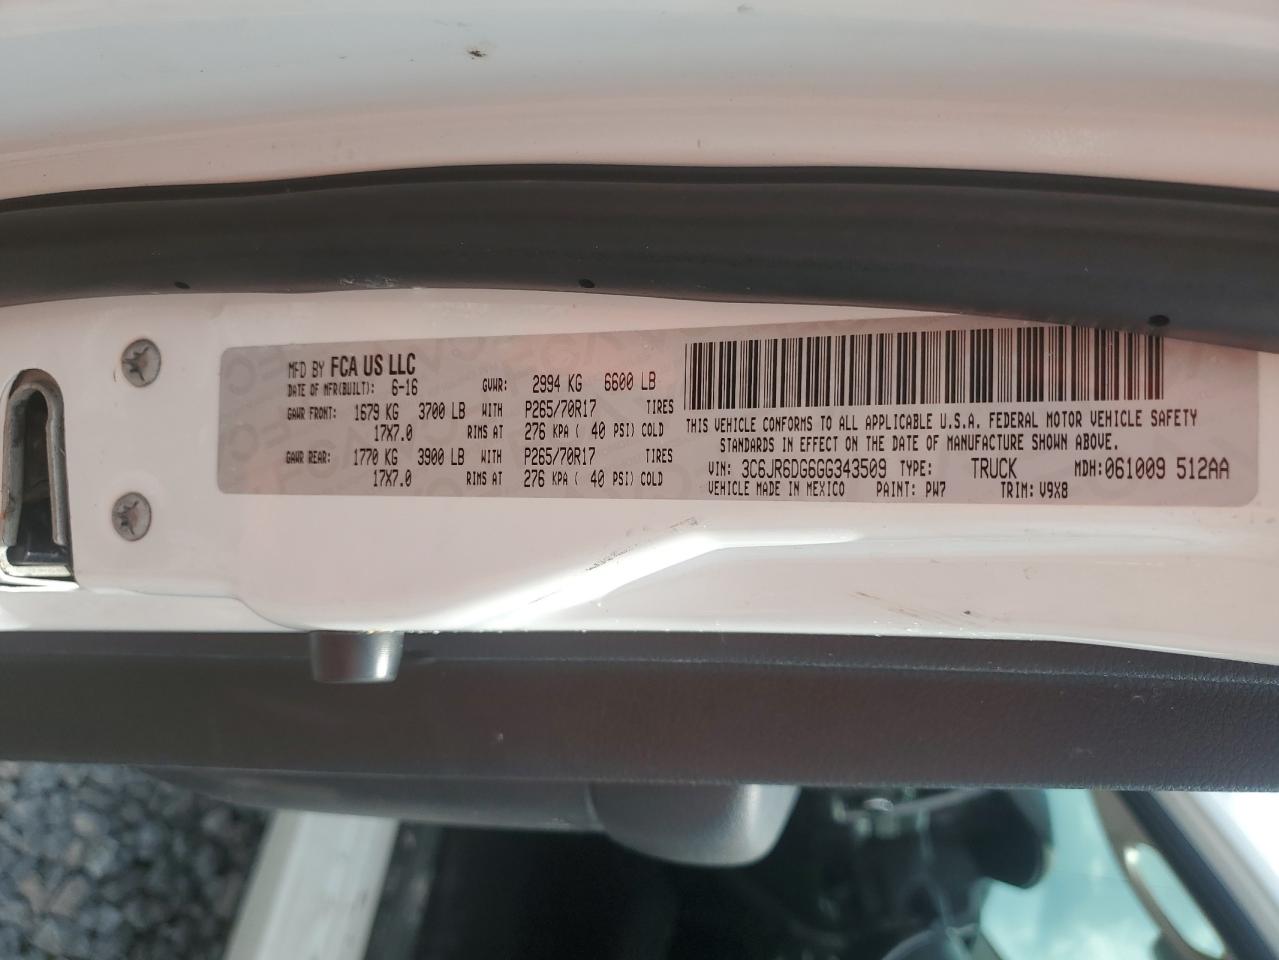 MFD BY FCA US LLC
DATE OF MFR(BUILT): 6-16 GVWR: 2994 KG 6600 LB
GAWR FRONT: 1679 KG 3700 LB WITH P265/70R17 TIRES
17X7.0 RIMS AT 276 KPA ( 40 PSI) COLD
GAWR REAR: 1770 KG 3900 LB WITH P265/70R17 TIRES
17X7.0 RIMS AT 276 KPA ( 40 PSI) COLD
THIS VEHICLE CONFORMS TO ALL APPLICABLE U.S.A. FEDERAL MOTOR VEHICLE SAFETY
STANDARDS IN EFFECT ON THE DATE OF MANUFACTURE SHOWN ABOVE.
VIN: 3C6JR6DG6GG343509 TYPE: TRUCK MDH: 061009 512AA
VEHICLE MADE IN MEXICO PAINT: PW7 TRIM: V9X8